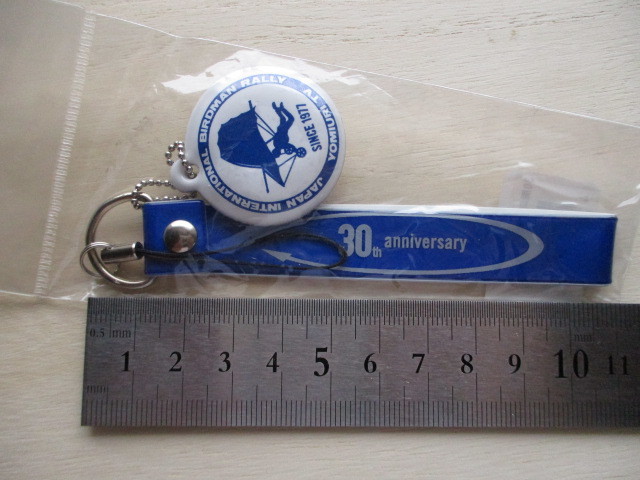 YOMIURI TV JAPAN INTERNATIONAL BIRDMAN RALLY
SINCE 1977
30th anniversary
0.5 mm
1 2 3 4 5 6 7 8 9 10 11
mm